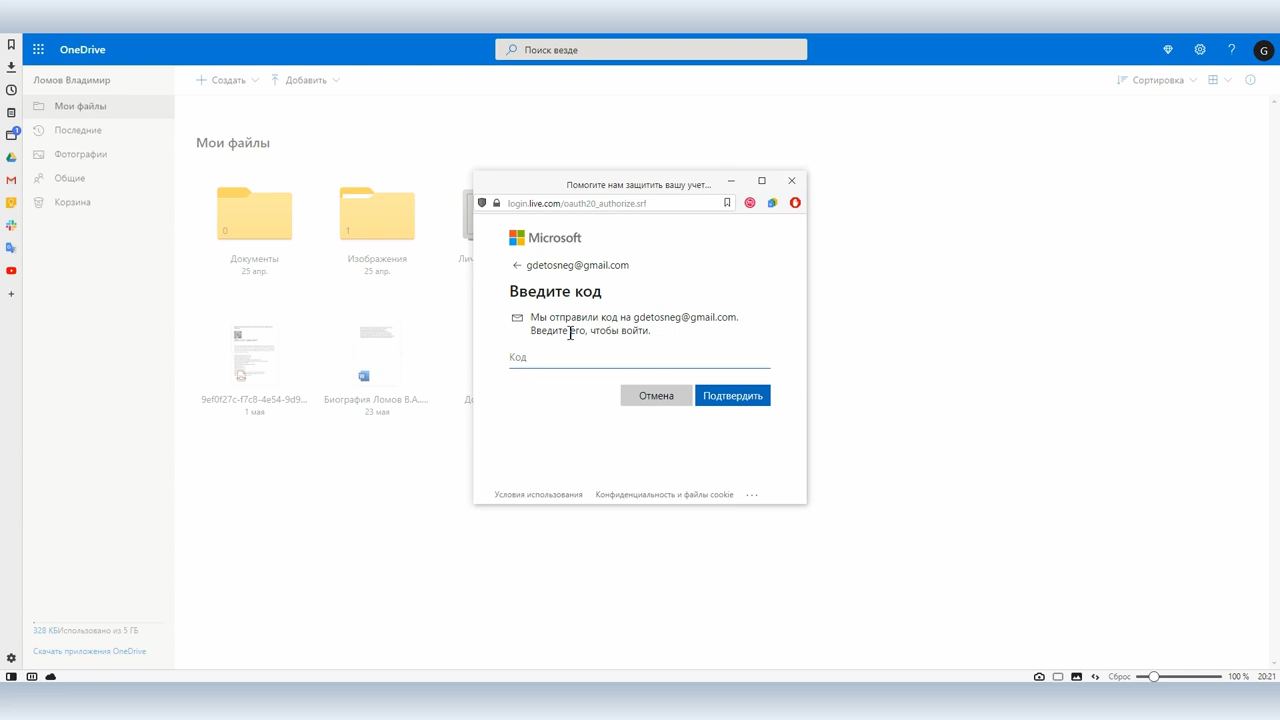 OneDrive
Поиск везде
G
Ломов Владимир
Создать
Добавить
Сортировка
Мои файлы
Последние
Фотографии
Общие
Корзина
Мои файлы
0
Документы
25 апр.
1
Изображения
25 апр.
9ef0f27c-f7c8-4e54-9d9...
1 мая
Биография Ломов В.А....
23 мая
Помогите нам защитить вашу учет...
login.live.com/oauth20_authorize.srf
Microsoft
gdetosneg@gmail.com
Введите код
Мы отправили код на gdetosneg@gmail.com.
Введите его, чтобы войти.
Код
Отмена
Подтвердить
Условия использования
Конфиденциальность и файлы cookie
328 КБИспользовано из 5 ГБ
Скачать приложения OneDrive
Сброс
100 %
20:21